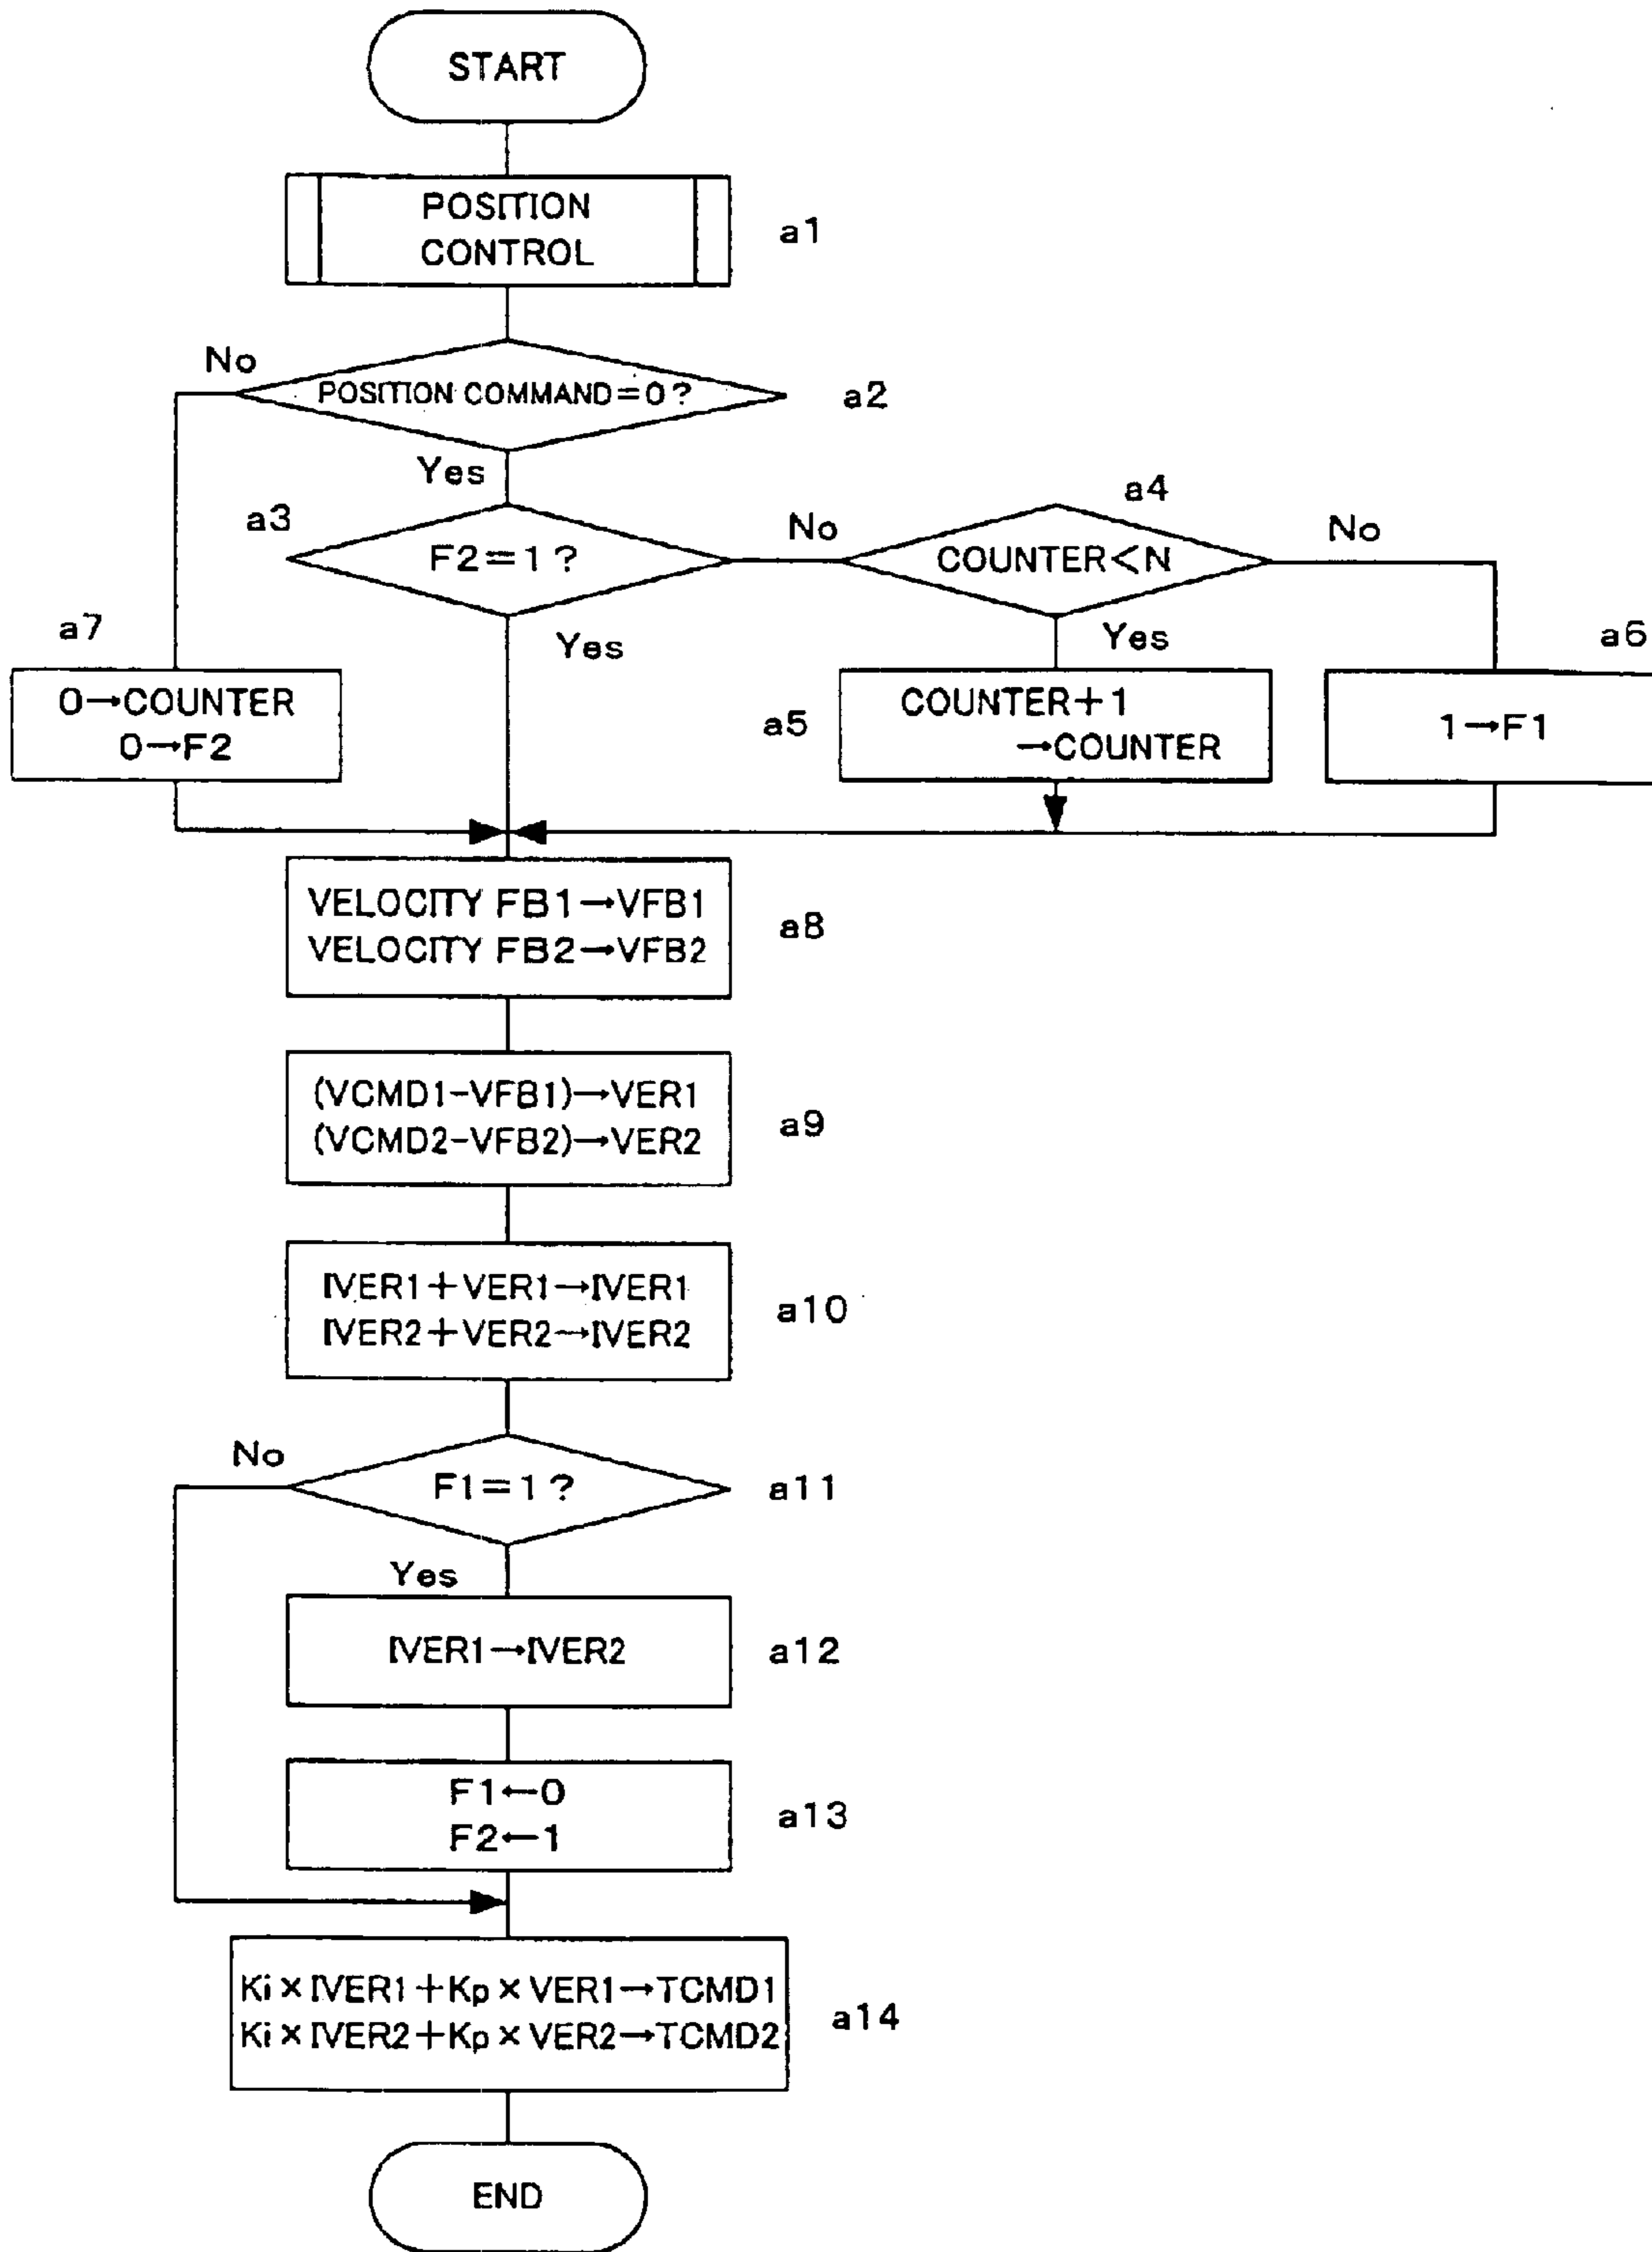 START
POSITION
CONTROL
a1
No
POSITION COMMAND=0?
a2
Yes
a3
F2=1?
No
a4
COUNTER<N
No
a7
Yes
Yes
a6
0→COUNTER
0→F2
a5
COUNTER+1
→COUNTER
1→F1
VELOCITY FB1→VFB1
VELOCITY FB2→VFB2
a8
(VCMD1-VFB1)→VER1
(VCMD2-VFB2)→VER2
a9
IVER1+VER1→IVER1
IVER2+VER2→IVER2
a10
No
F1=1?
a11
Yes
IVER1→IVER2
a12
F1←0
F2←1
a13
Ki×IVER1+Kp×VER1→TCMD1
Ki×IVER2+Kp×VER2→TCMD2
a14
END